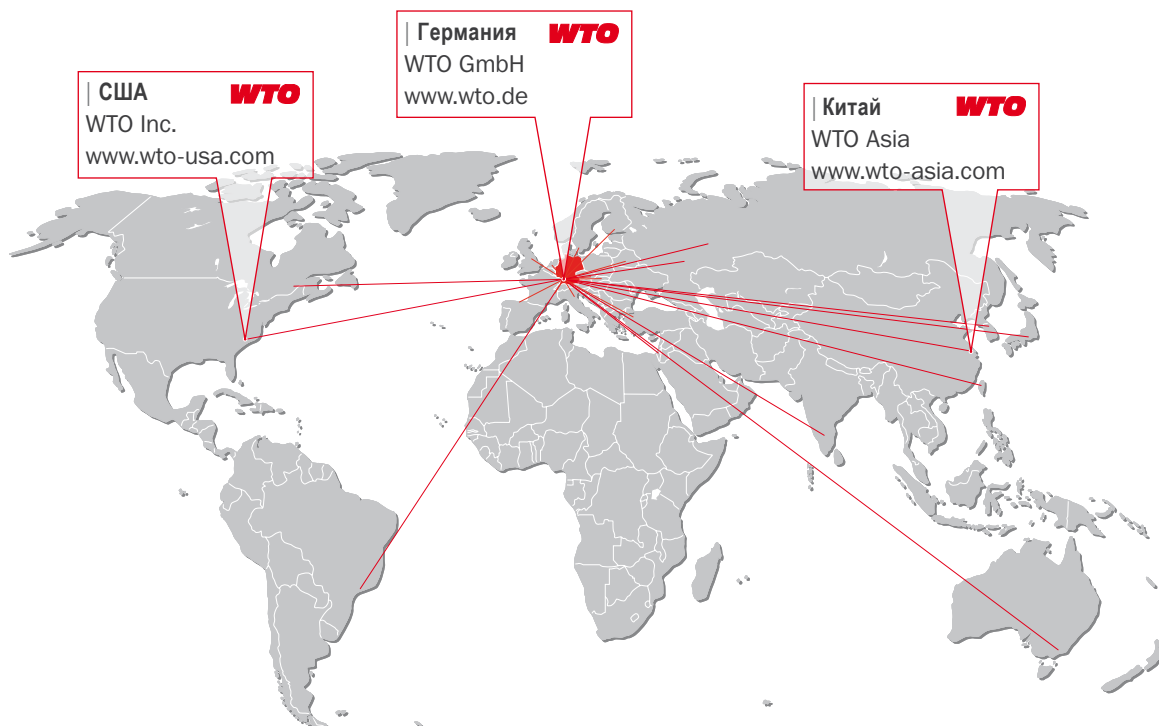 | Германия WTO
WTO GmbH
www.wto.de
| США WTO
WTO Inc.
www.wto-usa.com
| Китай WTO
WTO Asia
www.wto-asia.com